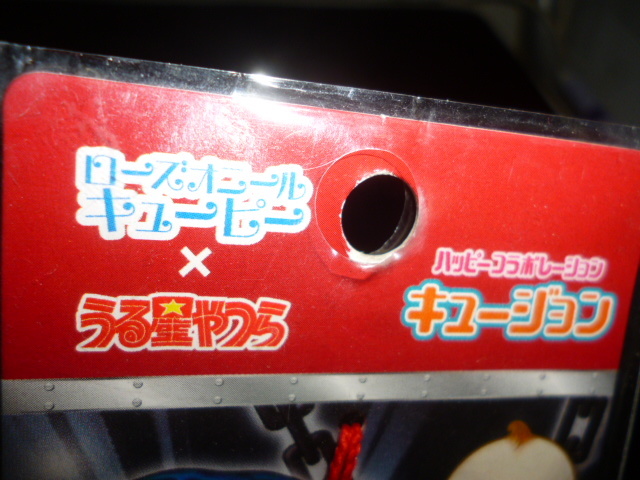 ローズオニール
キューピー
×
うる星やつら
ハッピーコラボレーション
キュージョン